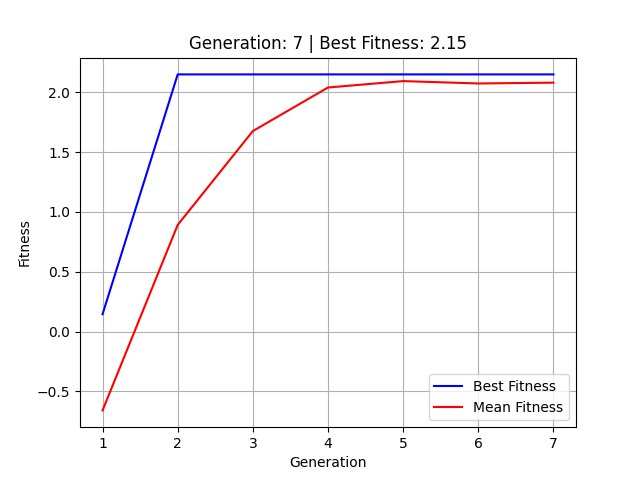 Generation: 7 | Best Fitness: 2.15
Fitness
2.0
1.5
1.0
0.5
0.0
−0.5
Best Fitness
Mean Fitness
1 2 3 4 5 6 7
Generation